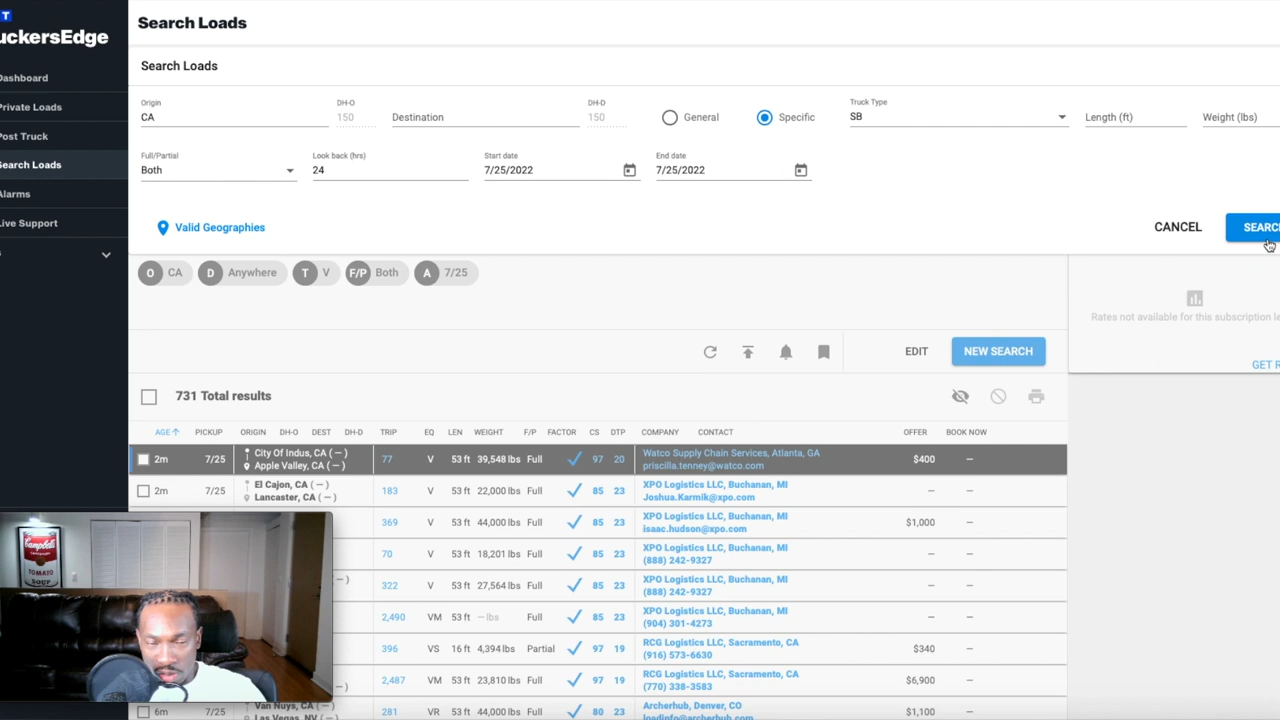 T
uckersEdge
Search Loads
Dashboard
Private Loads
Post Truck
Search Loads
Alarms
Live Support
Search Loads
Origin
CA
DH-O
150
Destination
DH-D
150
General
Specific
Truck Type
SB
Length (ft)
Weight (lbs)
Full/Partial
Both
Look back (hrs)
24
Start date
7/25/2022
End date
7/25/2022
Valid Geographies
CANCEL
SEARC
O CA D Anywhere T V F/P Both A 7/25
Rates not available for this subscription le
GET R
EDIT
NEW SEARCH
731 Total results
AGE PICKUP ORIGIN DH-O DEST DH-D TRIP EQ LEN WEIGHT F/P FACTOR CS DTP COMPANY CONTACT OFFER BOOK NOW
2m 7/25 City Of Indus, CA (—) 77 V 53 ft 39,548 lbs Full 97 20 Watco Supply Chain Services, Atlanta, GA $400 —
Apple Valley, CA (—) priscilla.tenney@watco.com
2m 7/25 El Cajon, CA (—) 183 V 53 ft 22,000 lbs Full 85 23 XPO Logistics LLC, Buchanan, MI — —
Lancaster, CA (—) Joshua.Karmik@xpo.com
369 V 53 ft 44,000 lbs Full 85 23 XPO Logistics LLC, Buchanan, MI $1,000 —
isaac.hudson@xpo.com
70 V 53 ft 18,201 lbs Full 85 23 XPO Logistics LLC, Buchanan, MI — —
(888) 242-9327
—) 322 V 53 ft 27,564 lbs Full 85 23 XPO Logistics LLC, Buchanan, MI — —
(888) 242-9327
2,490 VM 53 ft — lbs Full 85 23 XPO Logistics LLC, Buchanan, MI — —
(904) 301-4273
396 VS 16 ft 4,394 lbs Partial 97 19 RCG Logistics LLC, Sacramento, CA $340 —
(916) 573-6630
2,487 VM 53 ft 23,810 lbs Full 97 19 RCG Logistics LLC, Sacramento, CA $6,900 —
—) (770) 338-3583
6m 7/25 Van Nuys, CA (—) 281 VR 53 ft 44,000 lbs Full 80 23 Archerhub, Denver, CO $1,100 —
Las Vegas, NV (—) loadinfo@archerhub.com
Campbell's
TOMATO
SOUP